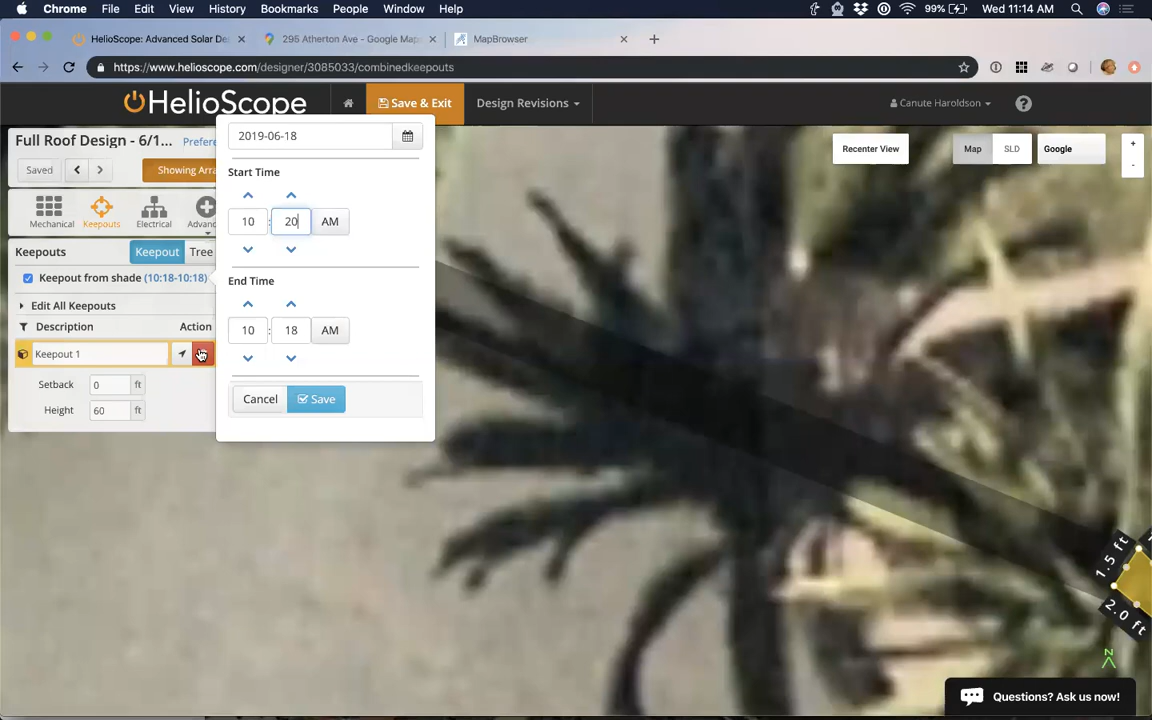 Chrome File Edit View History Bookmarks People Window Help 99% Wed 11:14 AM
HelioScope: Advanced Solar De 295 Atherton Ave - Google Map MapBrowser
https://www.helioscope.com/designer/3085033/combinedkeepouts
HelioScope Save & Exit Design Revisions Canute Haroldson
Full Roof Design - 6/1... Prefere
Saved Showing Arra
Mechanical Keepouts Electrical Advanc
Keepouts Keepout Tree
Keepout from shade (10:18-10:18)
Edit All Keepouts
Description Action
Keepout 1
Setback 0 ft
Height 60 ft
2019-06-18
Start Time
10 : 20 AM
End Time
10 : 18 AM
Cancel Save
Recenter View Map SLD Google + -
1.5 ft
2.0 ft
N
Questions? Ask us now!